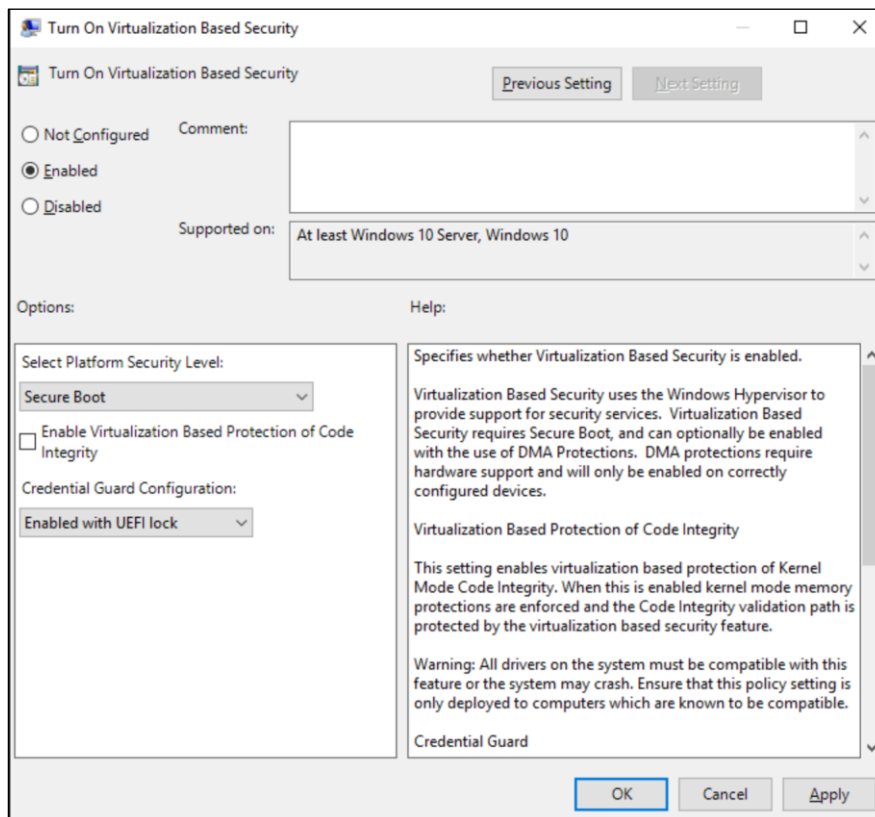 Turn On Virtualization Based Security
Turn On Virtualization Based Security
Previous Setting
Next Setting
Not Configured
Comment:
Enabled
Disabled
Supported on:
At least Windows 10 Server, Windows 10
Options:
Help:
Select Platform Security Level:
Secure Boot
Enable Virtualization Based Protection of Code
Integrity
Credential Guard Configuration:
Enabled with UEFI lock
Specifies whether Virtualization Based Security is enabled.
Virtualization Based Security uses the Windows Hypervisor to
provide support for security services.  Virtualization Based
Security requires Secure Boot, and can optionally be enabled
with the use of DMA Protections.  DMA protections require
hardware support and will only be enabled on correctly
configured devices.
Virtualization Based Protection of Code Integrity
This setting enables virtualization based protection of Kernel
Mode Code Integrity. When this is enabled kernel mode memory
protections are enforced and the Code Integrity validation path is
protected by the virtualization based security feature.
Warning: All drivers on the system must be compatible with this
feature or the system may crash. Ensure that this policy setting is
only deployed to computers which are known to be compatible.
Credential Guard
OK
Cancel
Apply